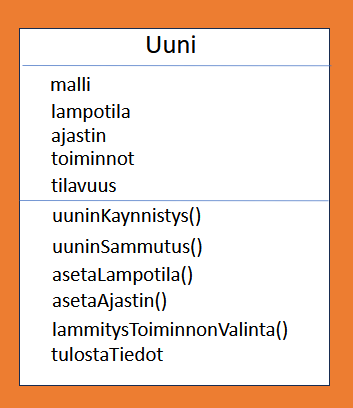 Uuni
malli
lampotila
ajastin
toiminnot
tilavuus
uuninKaynnistys()
uuninSammutus()
asetaLampotila()
asetaAjastin()
lammitysToiminnonValinta()
tulostaTiedot